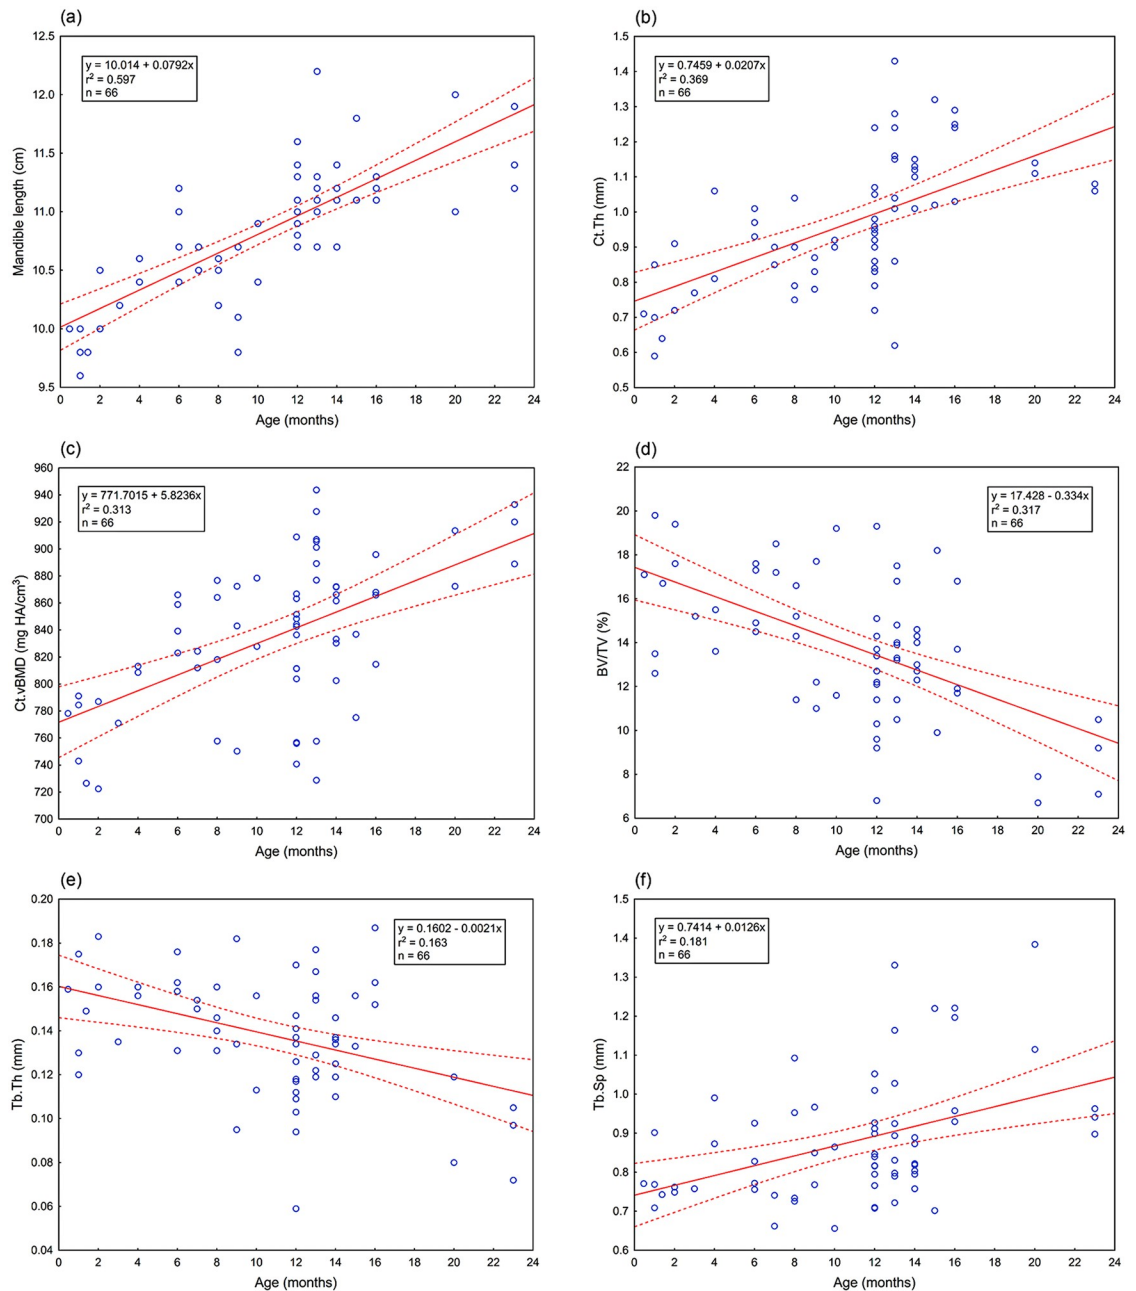 (a)
12.5
12.0
11.5
11.0
10.5
10.0
9.5
Mandible length (cm)
y = 10.014 + 0.0792x
r² = 0.597
n = 66
0 2 4 6 8 10 12 14 16 18 20 22 24
Age (months)
(b)
1.5
1.4
1.3
1.2
1.1
1.0
0.9
0.8
0.7
0.6
0.5
Ct.Th (mm)
y = 0.7459 + 0.0207x
r² = 0.369
n = 66
0 2 4 6 8 10 12 14 16 18 20 22 24
Age (months)
(c)
960
940
920
900
880
860
840
820
800
780
760
740
720
700
Ct.vBMD (mg HA/cm³)
y = 771.7015 + 5.8236x
r² = 0.313
n = 66
0 2 4 6 8 10 12 14 16 18 20 22 24
Age (months)
(d)
22
20
18
16
14
12
10
8
6
BV/TV (%)
y = 17.428 - 0.334x
r² = 0.317
n = 66
0 2 4 6 8 10 12 14 16 18 20 22 24
Age (months)
(e)
0.20
0.18
0.16
0.14
0.12
0.10
0.08
0.06
0.04
Tb.Th (mm)
y = 0.1602 - 0.0021x
r² = 0.163
n = 66
0 2 4 6 8 10 12 14 16 18 20 22 24
Age (months)
(f)
1.5
1.4
1.3
1.2
1.1
1.0
0.9
0.8
0.7
0.6
Tb.Sp (mm)
y = 0.7414 + 0.0126x
r² = 0.181
n = 66
0 2 4 6 8 10 12 14 16 18 20 22 24
Age (months)